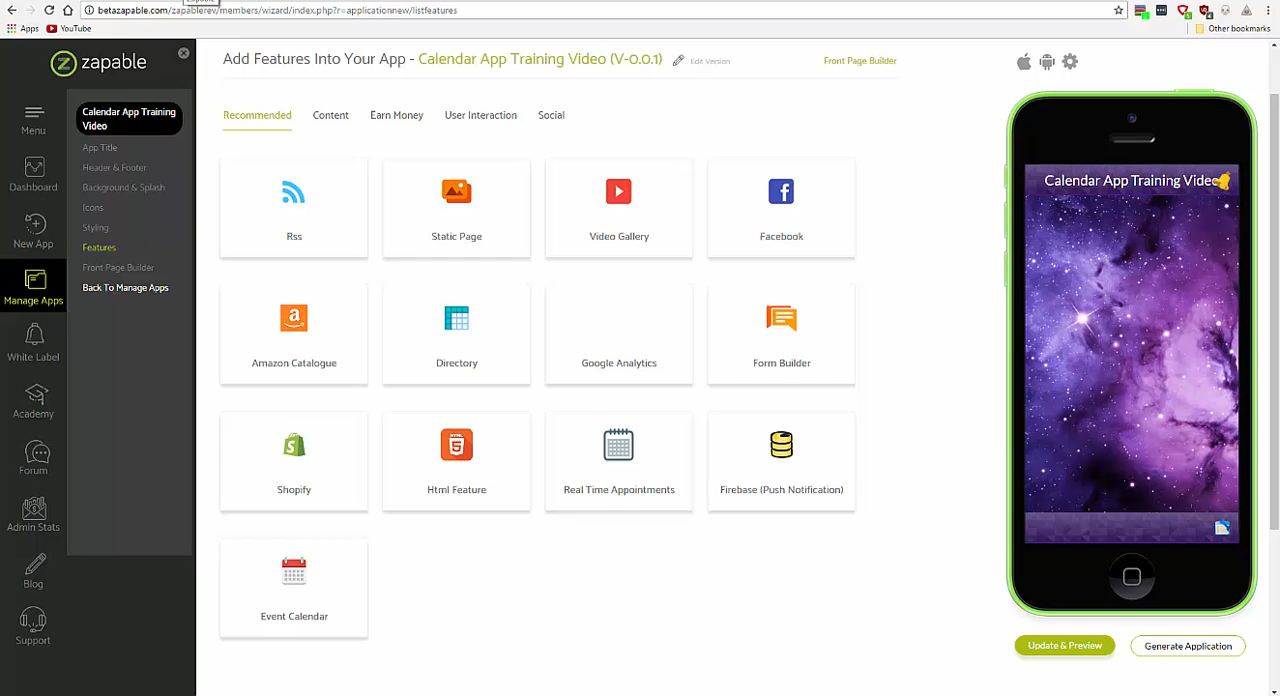 betazapable.com/zapablerev/members/wizard/index.php?r=applicationnew/listfeatures
Apps
YouTube
Other bookmarks
zapable
Menu
Dashboard
New App
Manage Apps
White Label
Academy
Forum
Admin Stats
Blog
Support
Calendar App Training
Video
App Title
Header & Footer
Background & Splash
Icons
Styling
Features
Front Page Builder
Back To Manage Apps
Add Features Into Your App - Calendar App Training Video (V-0.0.1)
Edit Version
Front Page Builder
Recommended
Content
Earn Money
User Interaction
Social
Rss
Static Page
Video Gallery
Facebook
Amazon Catalogue
Directory
Google Analytics
Form Builder
Shopify
Html Feature
Real Time Appointments
Firebase (Push Notification)
Event Calendar
Calendar App Training Video
Update & Preview
Generate Application